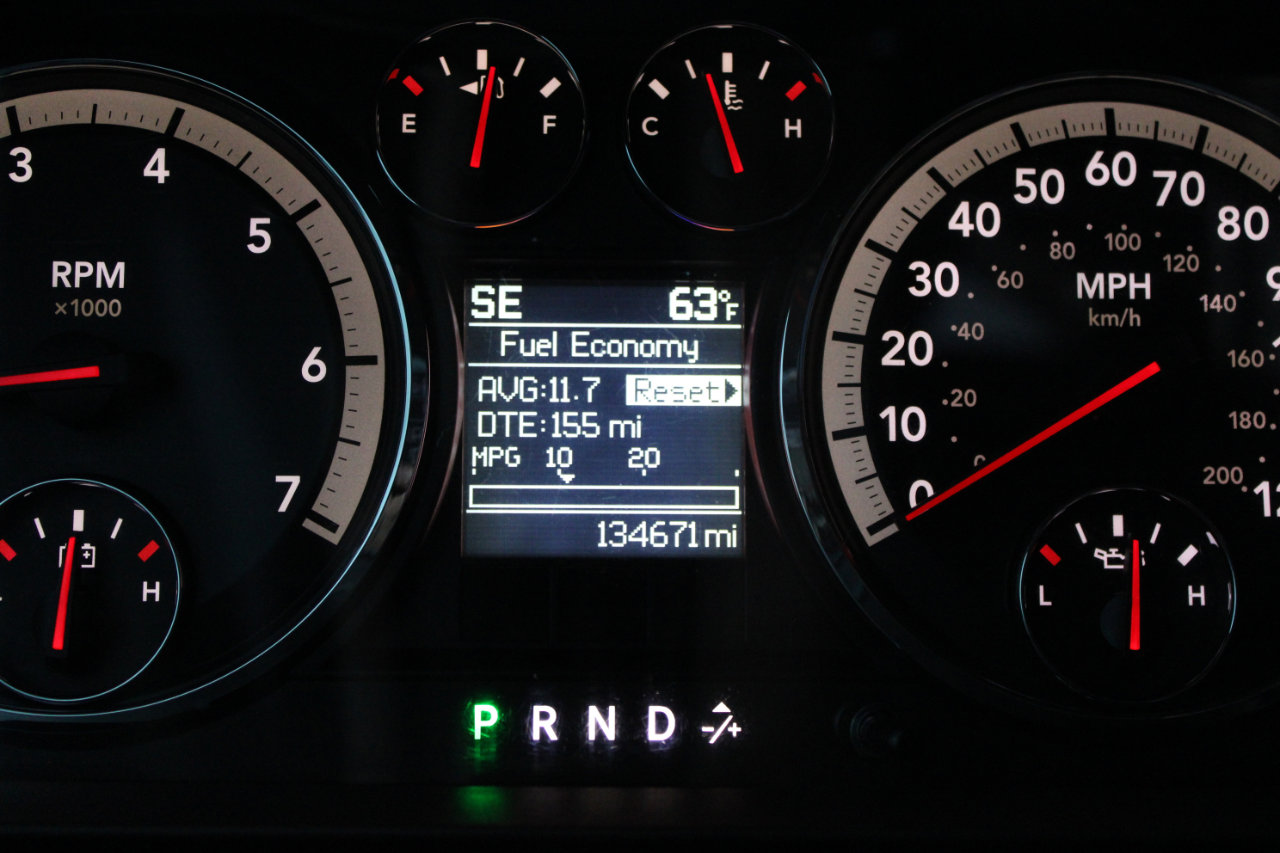 E F
C H
3 4 5 6 7
RPM
×1000
H
SE 63°F
Fuel Economy
AVG:11.7 Reset
DTE:155 mi
MPG 10 20
134671mi
P R N D -/+
0 10 20 30 40 50 60 70 80
20 40 60 80 100 120 140 160 180 200
MPH
km/h
L H